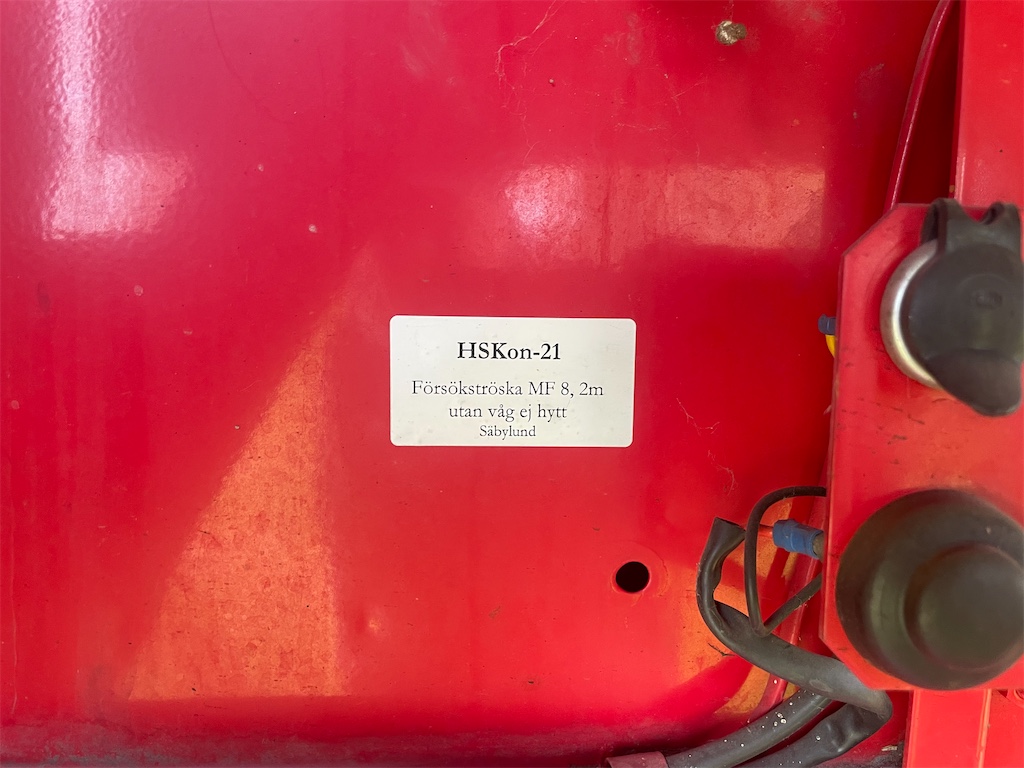 HSKon-21
Försökströska MF 8, 2m
utan våg ej hytt
Säbylund